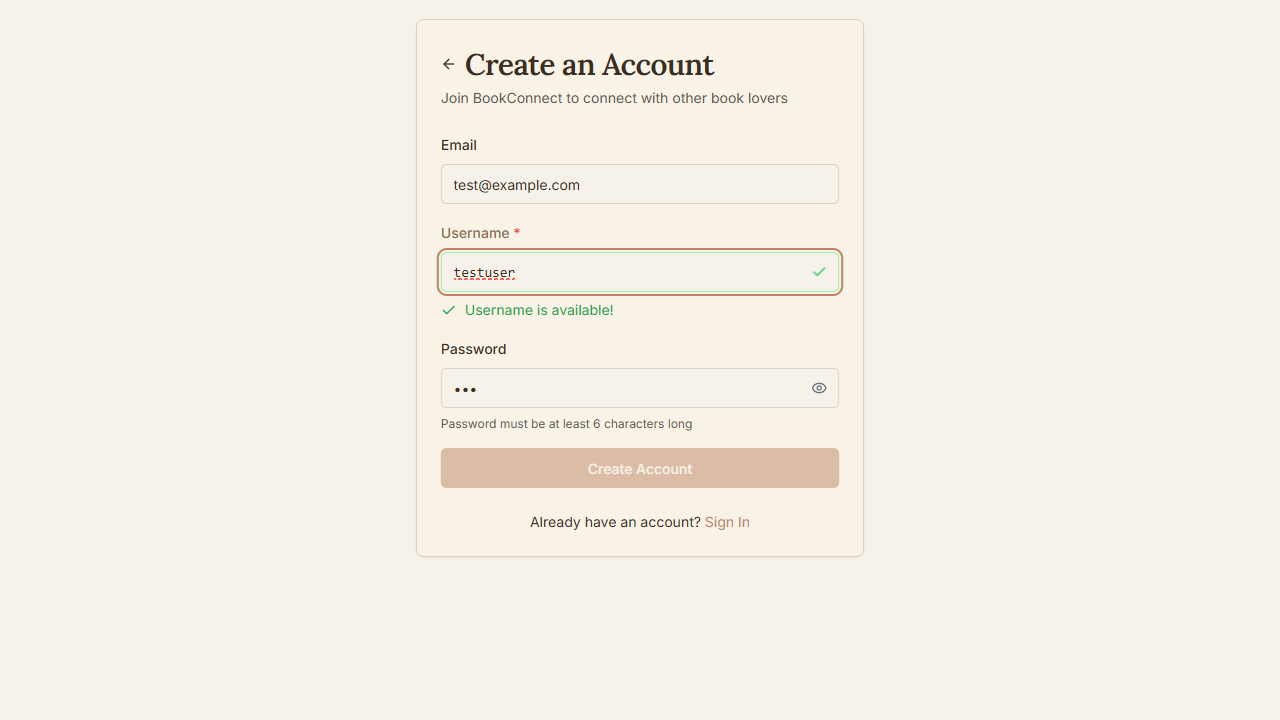 Create an Account
Join BookConnect to connect with other book lovers
Email
test@example.com
Username *
testuser
Username is available!
Password
•••
Password must be at least 6 characters long
Create Account
Already have an account? Sign In